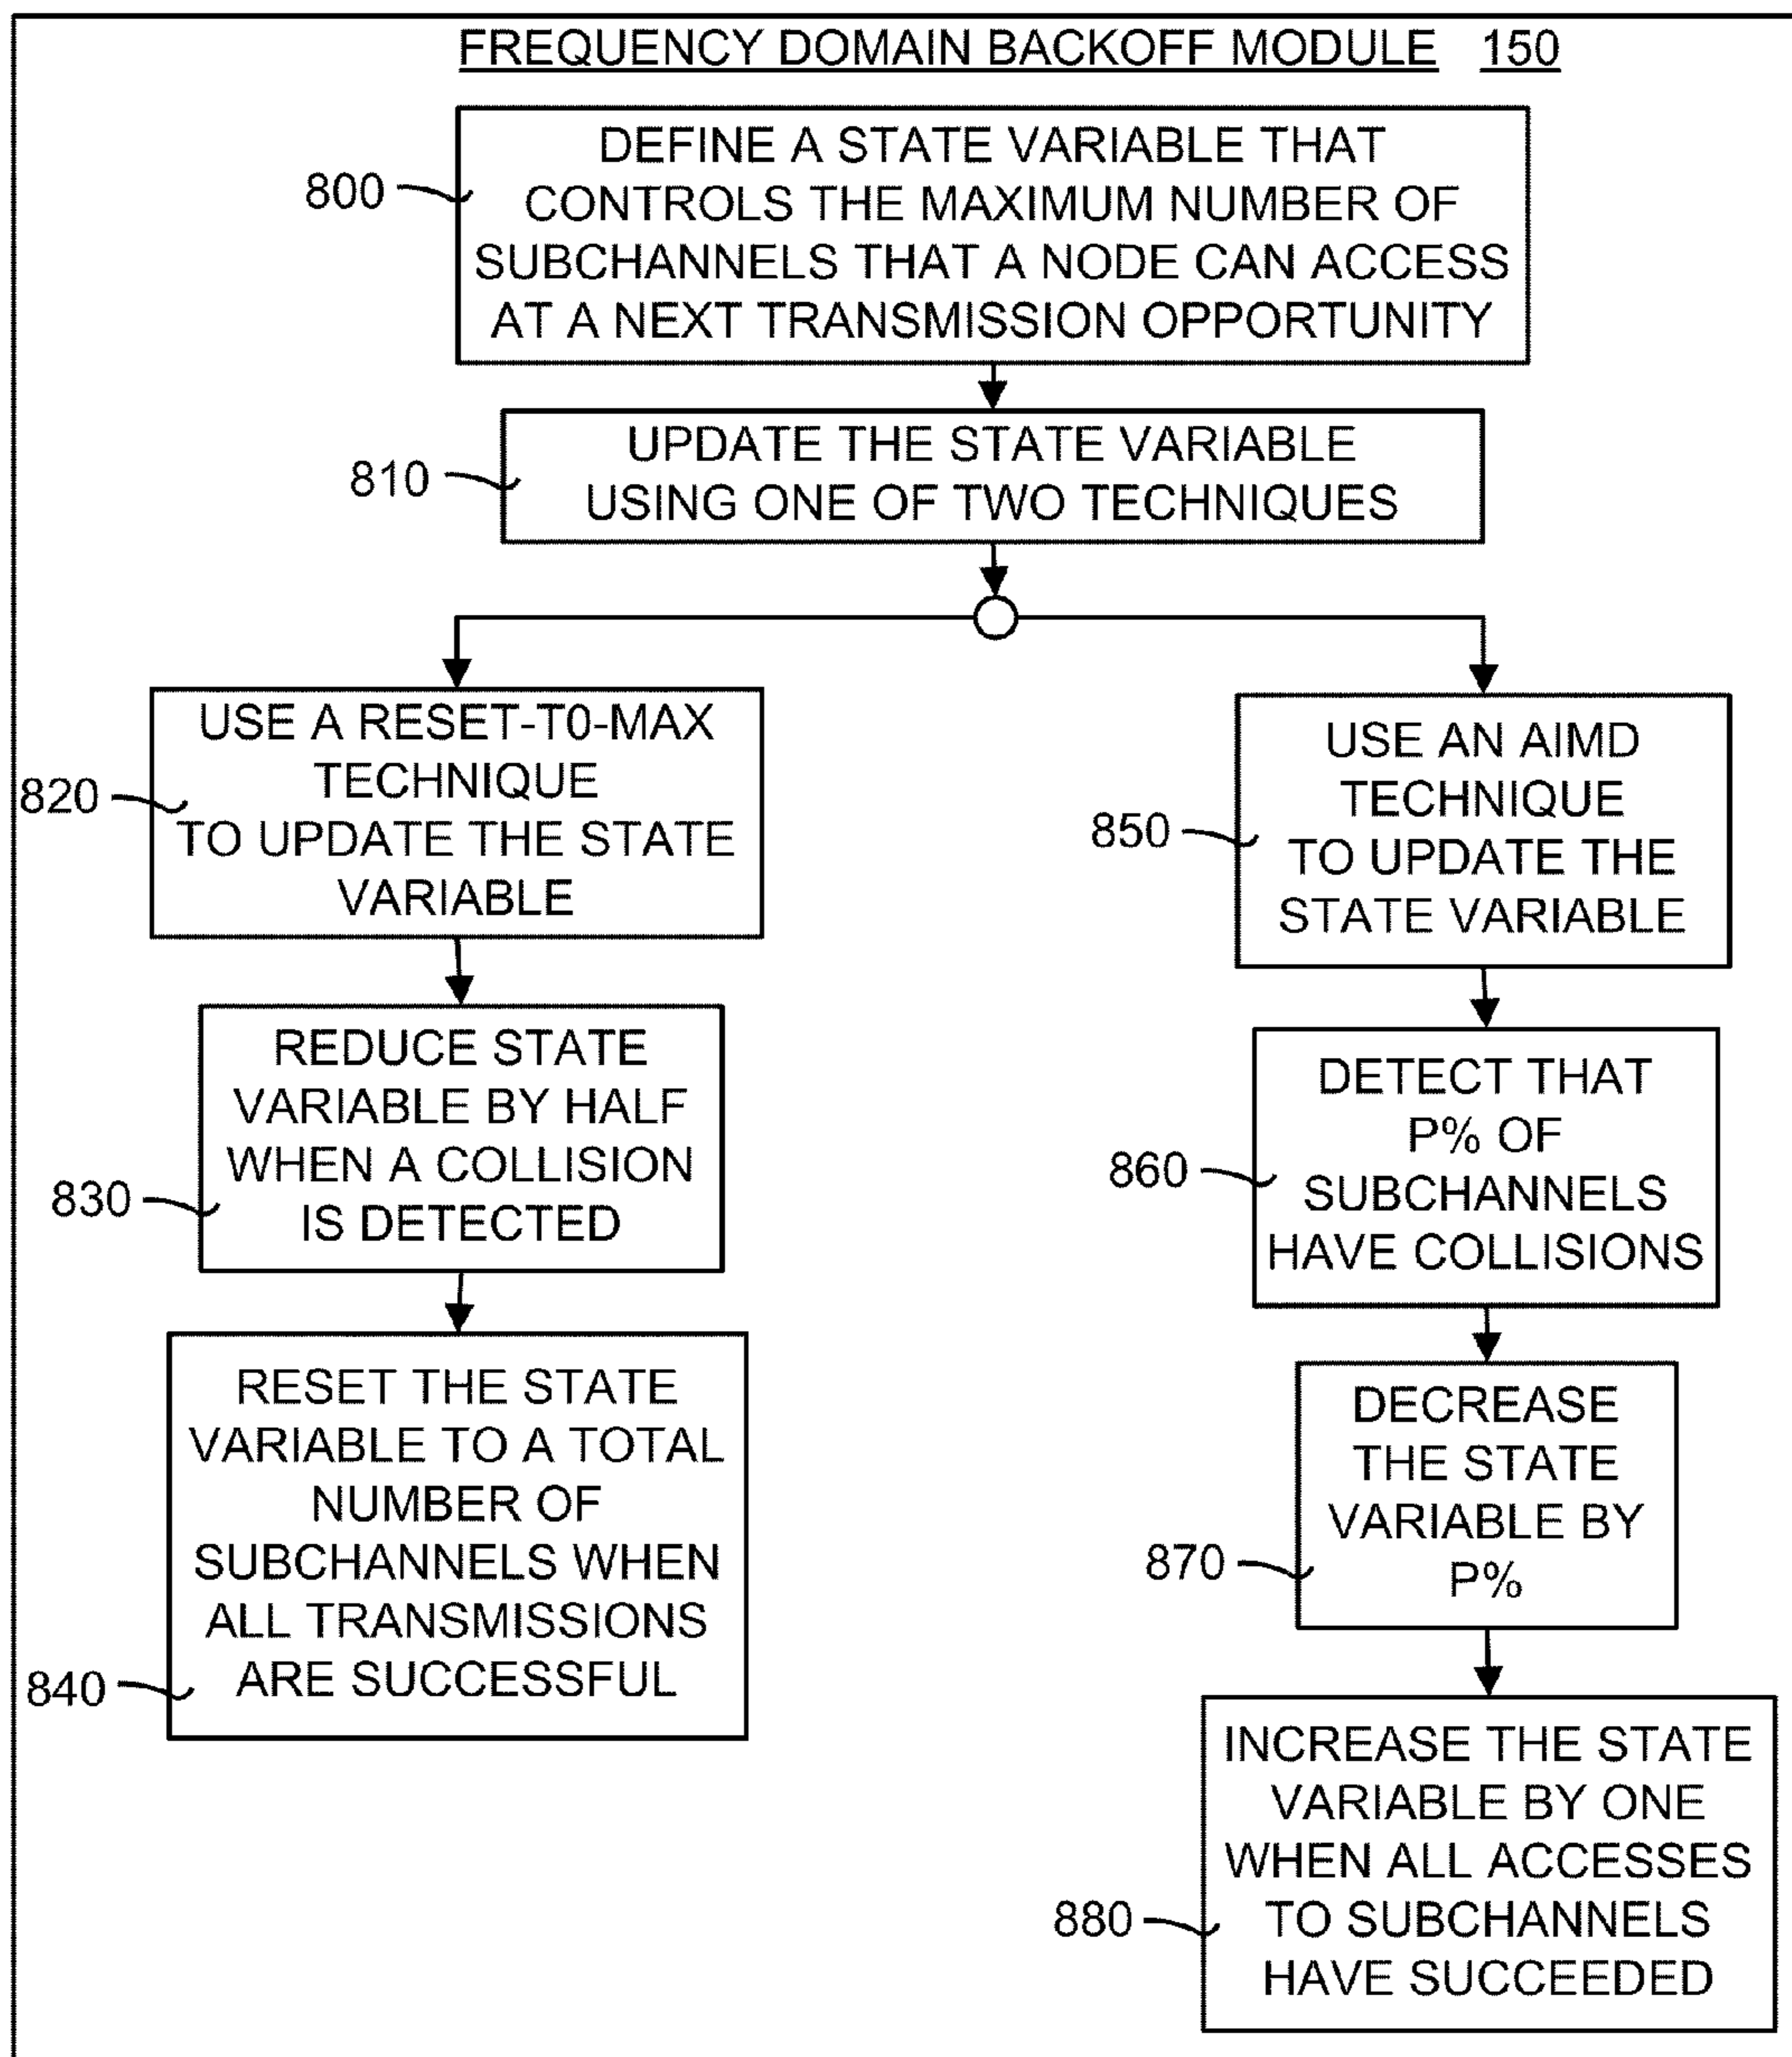 FREQUENCY DOMAIN BACKOFF MODULE 150
800
DEFINE A STATE VARIABLE THAT
CONTROLS THE MAXIMUM NUMBER OF
SUBCHANNELS THAT A NODE CAN ACCESS
AT A NEXT TRANSMISSION OPPORTUNITY
810
UPDATE THE STATE VARIABLE
USING ONE OF TWO TECHNIQUES
820
USE A RESET-T0-MAX
TECHNIQUE
TO UPDATE THE STATE
VARIABLE
830
REDUCE STATE
VARIABLE BY HALF
WHEN A COLLISION
IS DETECTED
840
RESET THE STATE
VARIABLE TO A TOTAL
NUMBER OF
SUBCHANNELS WHEN
ALL TRANSMISSIONS
ARE SUCCESSFUL
850
USE AN AIMD
TECHNIQUE
TO UPDATE THE
STATE VARIABLE
860
DETECT THAT
P% OF
SUBCHANNELS
HAVE COLLISIONS
870
DECREASE
THE STATE
VARIABLE BY
P%
880
INCREASE THE STATE
VARIABLE BY ONE
WHEN ALL ACCESSES
TO SUBCHANNELS
HAVE SUCCEEDED